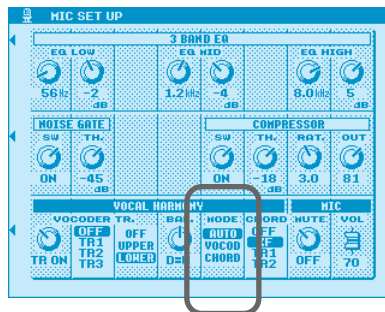 MIC SET UP
3 BAND EQ
EQ LOW EQ MID EQ HIGH
56Hz -2 dB 1.2kHz -4 dB 8.0kHz 5 dB
NOISE GATE COMPRESSOR
SW TH. SW TH. RAT. OUT
ON -45 dB ON -18 dB 3.0 81
VOCAL HARMONY MIC
VOCODER TR. BAL. MODE CHORD MUTE VOL
OFF OFF AUTO OFF
TR1 UPPER VOCOD
TR2 LOWER CHORD TR1
TR ON TR3 TR2 OFF 70